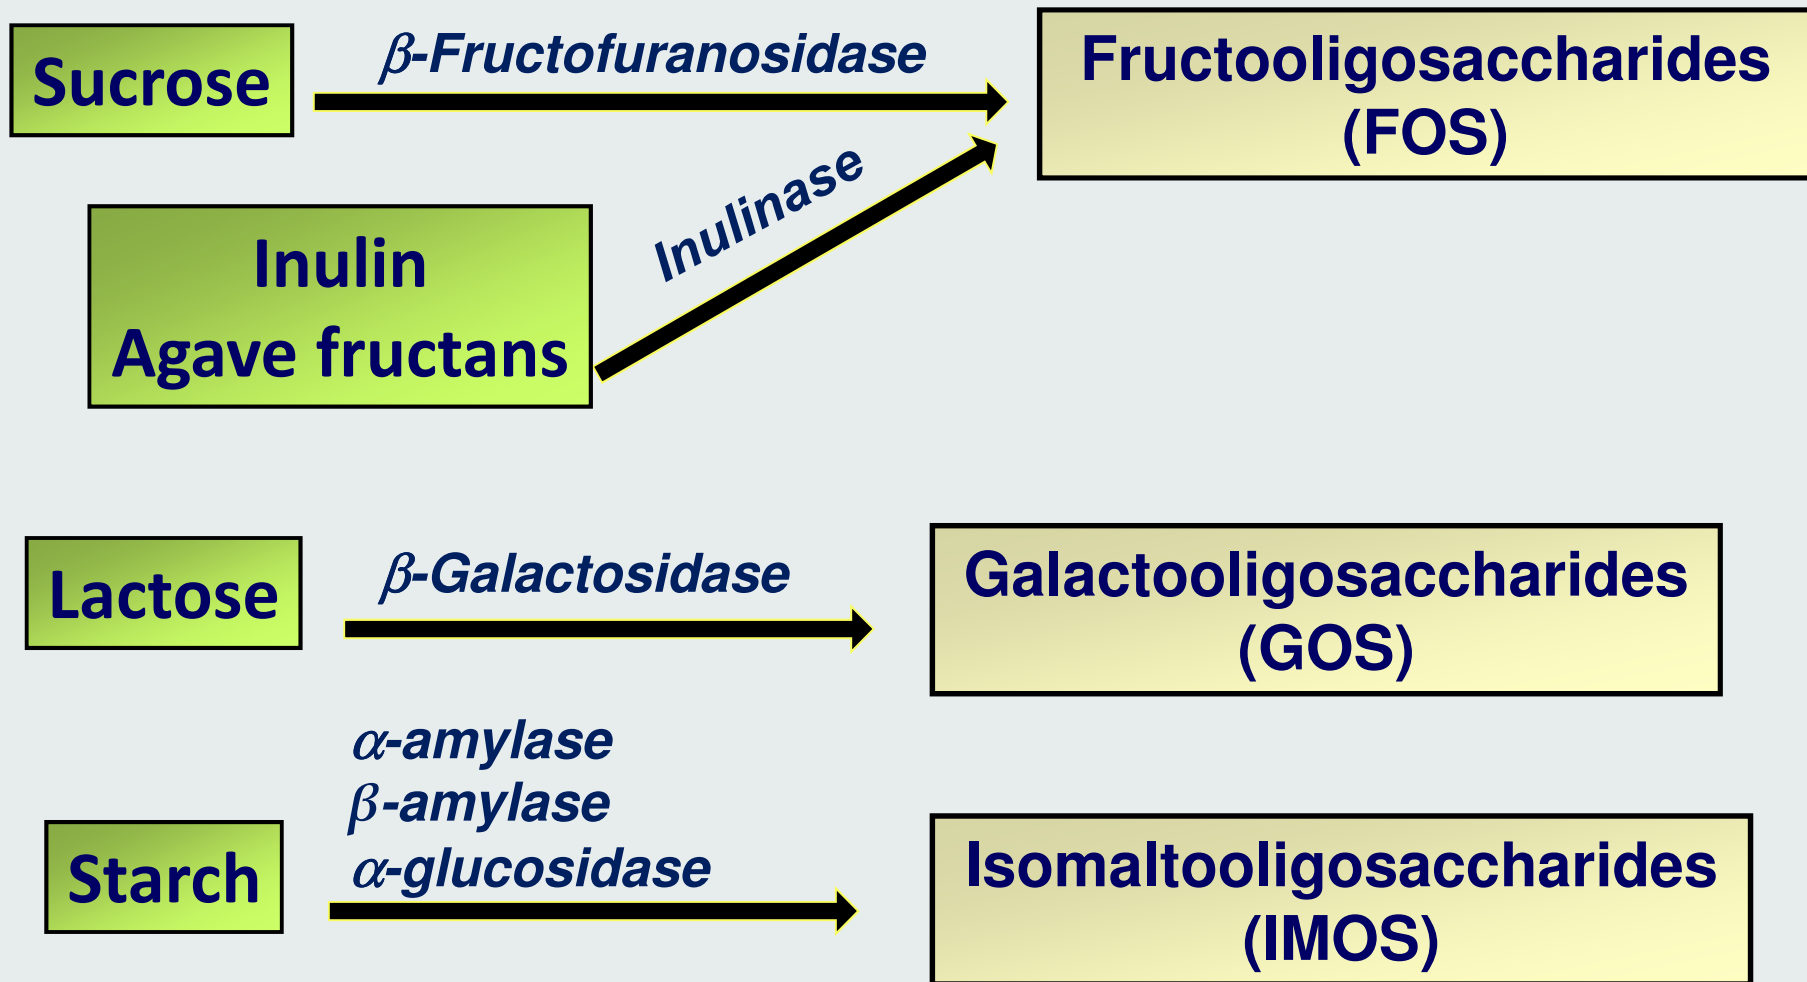 Sucrose
β-Fructofuranosidase
Fructooligosaccharides
(FOS)
Inulin
Agave fructans
Inulinase
Lactose
β-Galactosidase
Galactooligosaccharides
(GOS)
Starch
α-amylase
β-amylase
α-glucosidase
Isomaltooligosaccharides
(IMOS)